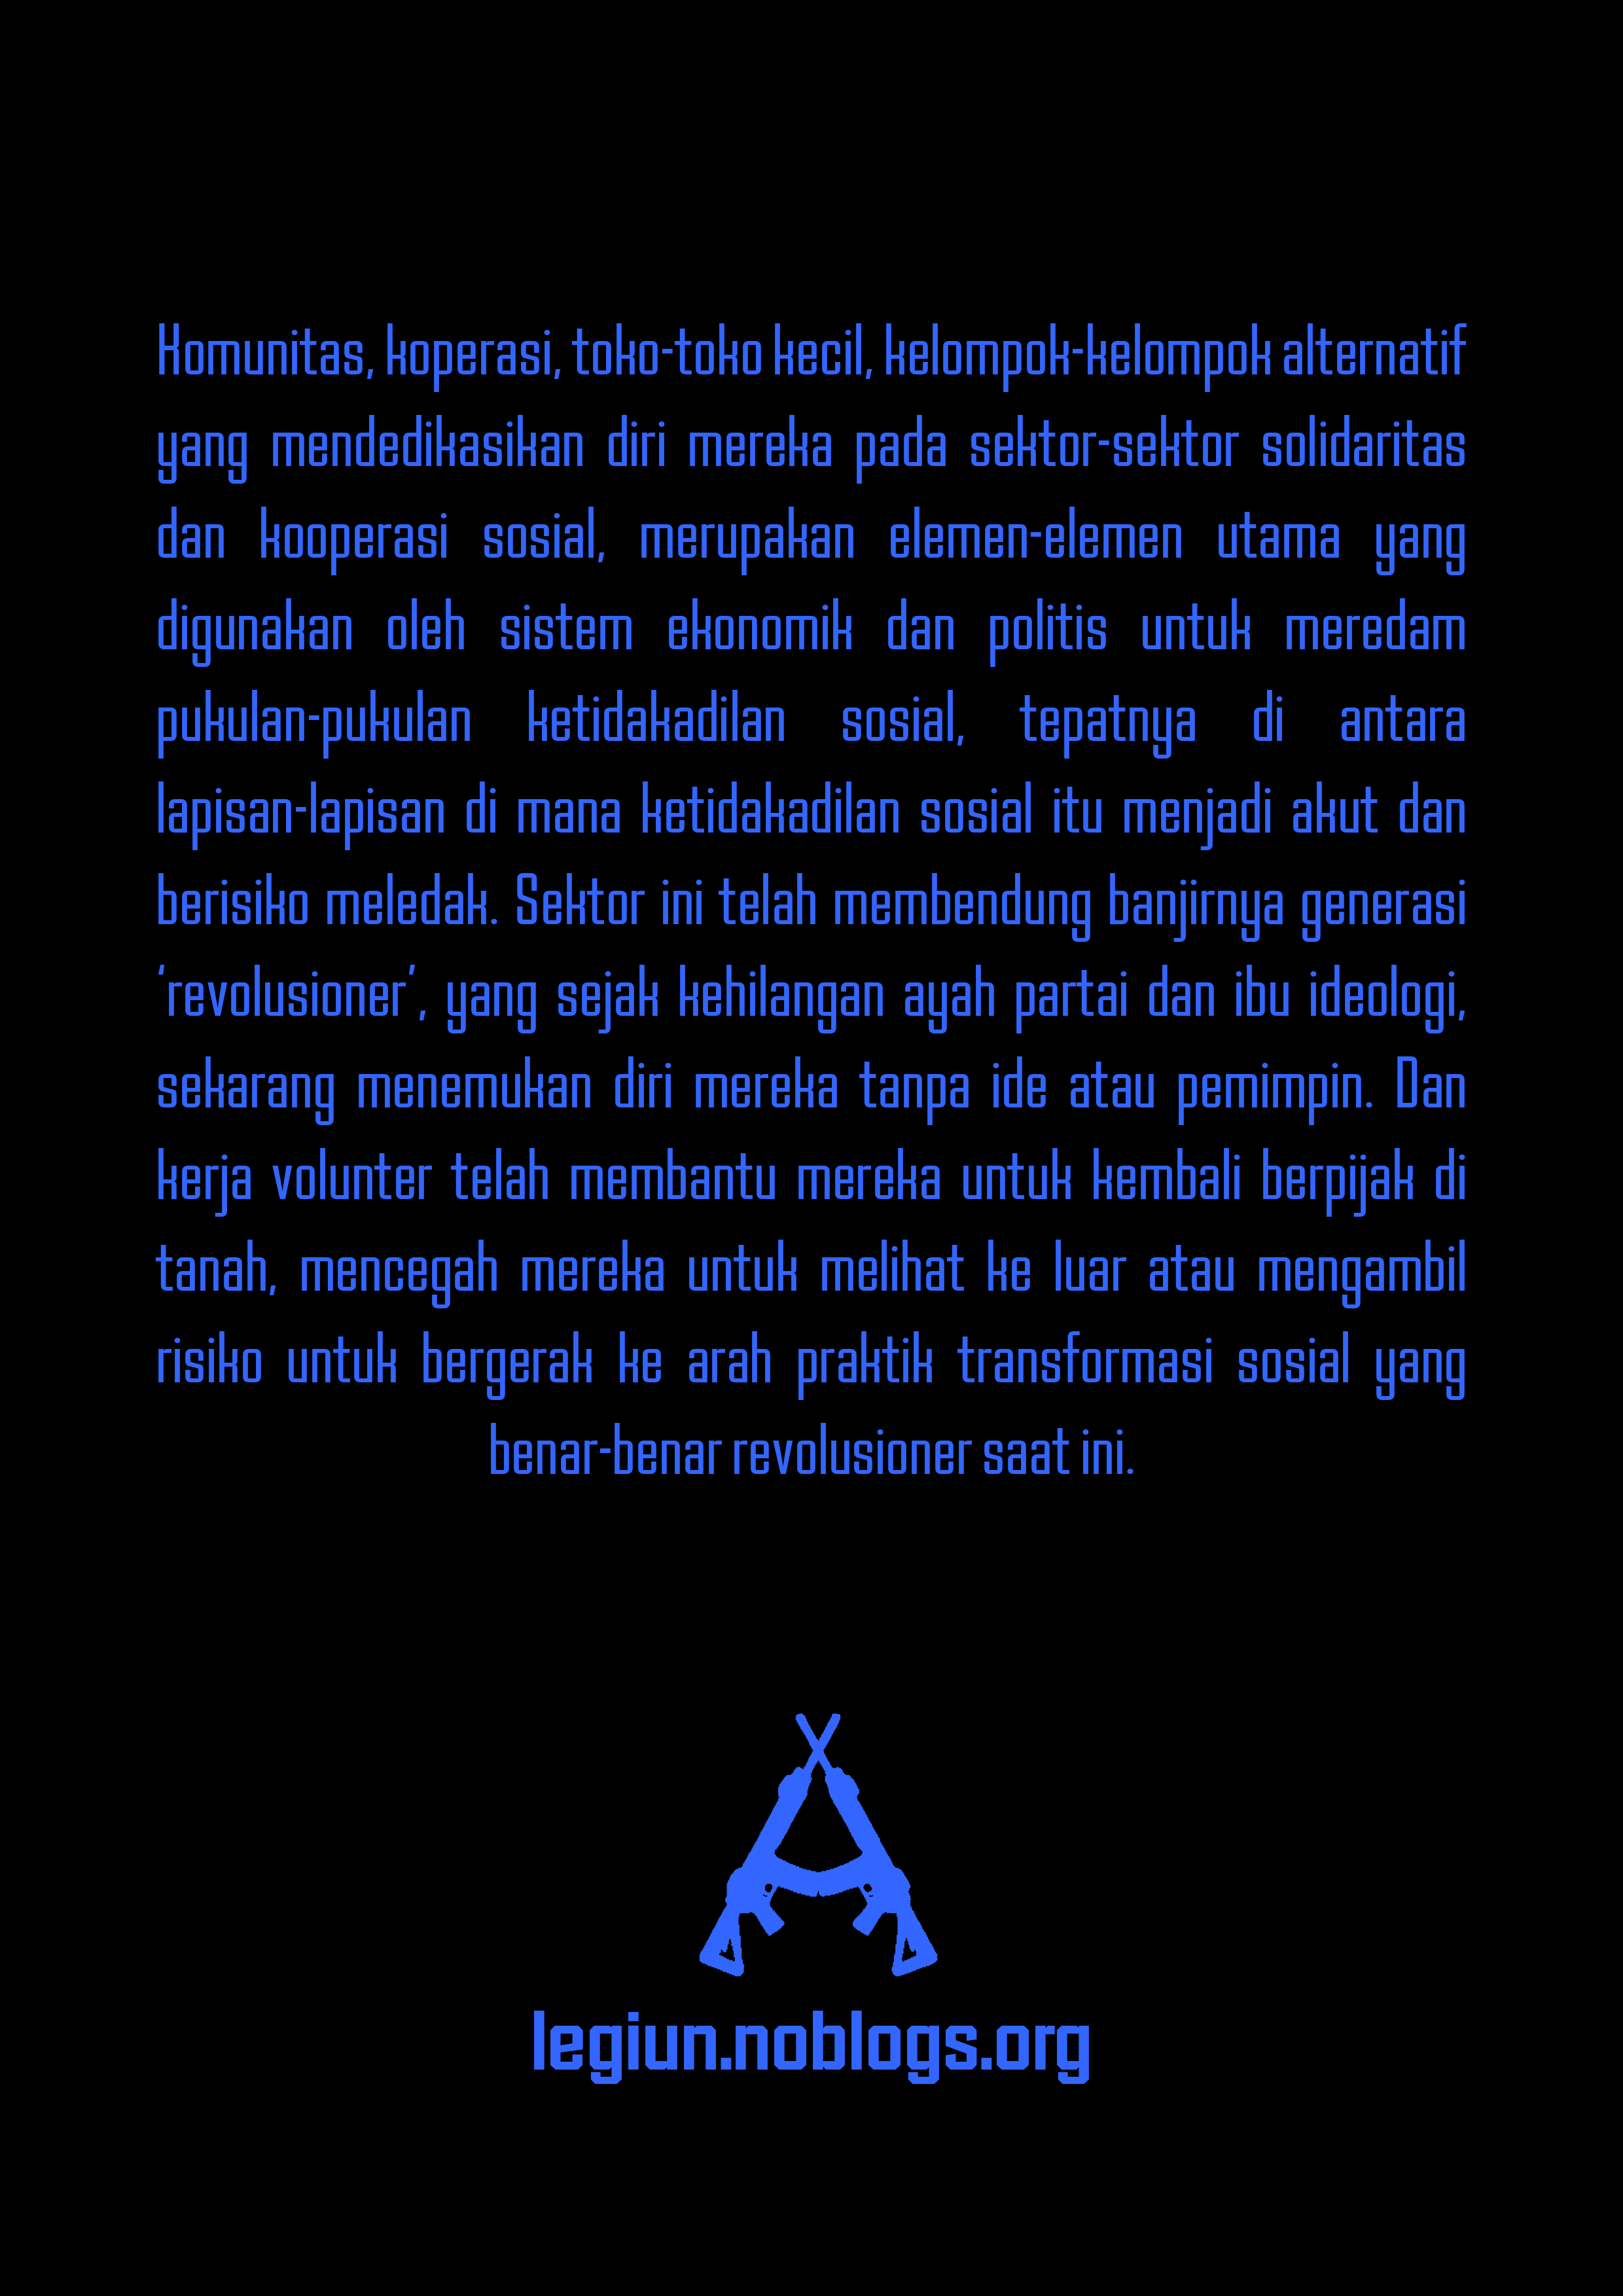 Komunitas, koperasi, toko-toko kecil, kelompok-kelompok alternatif
yang mendedikasikan diri mereka pada sektor-sektor solidaritas
dan kooperasi sosial, merupakan elemen-elemen utama yang
digunakan oleh sistem ekonomik dan politis untuk meredam
pukulan-pukulan ketidakadilan sosial, tepatnya di antara
lapisan-lapisan di mana ketidakadilan sosial itu menjadi akut dan
berisiko meledak. Sektor ini telah membendung banjirnya generasi
‘revolusioner’, yang sejak kehilangan ayah partai dan ibu ideologi,
sekarang menemukan diri mereka tanpa ide atau pemimpin. Dan
kerja volunter telah membantu mereka untuk kembali berpijak di
tanah, mencegah mereka untuk melihat ke luar atau mengambil
risiko untuk bergerak ke arah praktik transformasi sosial yang
benar-benar revolusioner saat ini.
legiun.noblogs.org